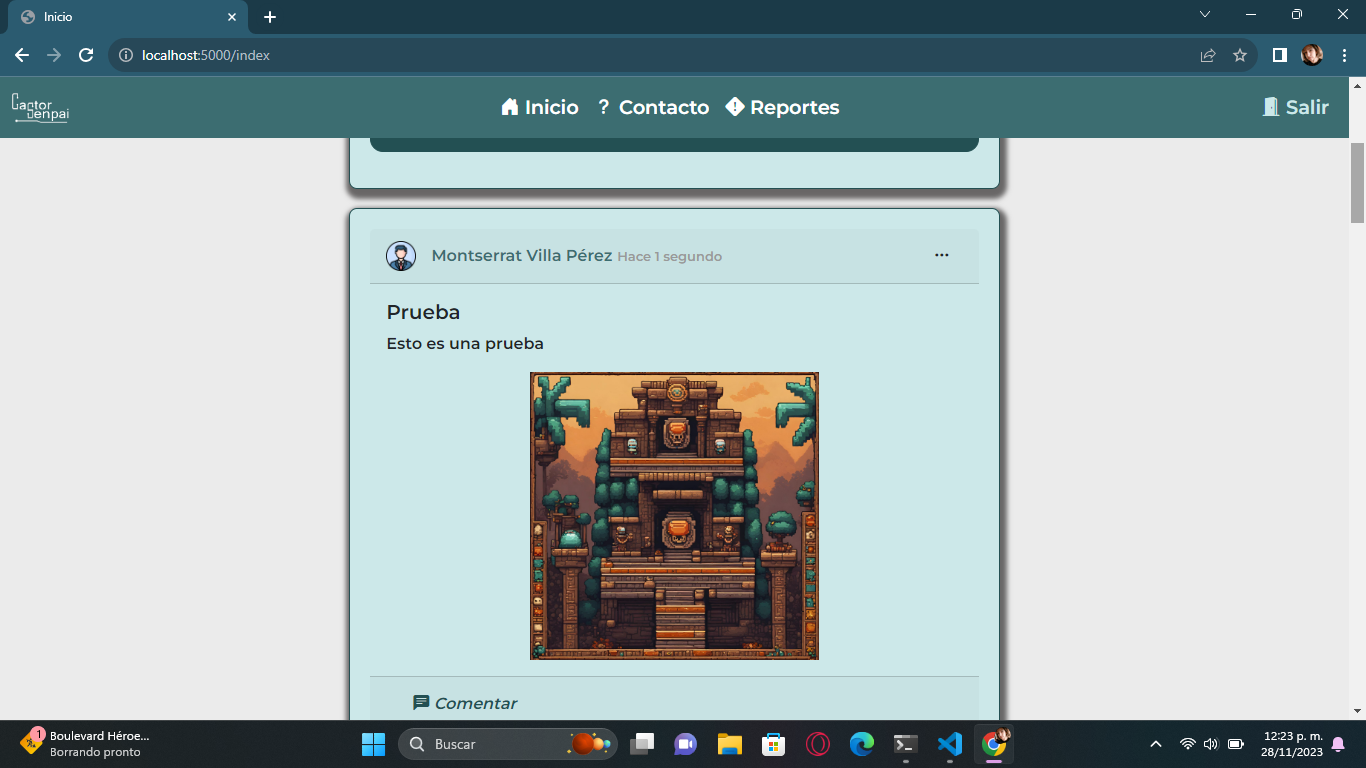 Inicio
localhost:5000/index
Cantor
Senpai
Inicio
? Contacto
Reportes
Salir
Montserrat Villa Pérez Hace 1 segundo
Prueba
Esto es una prueba
Comentar
1
Boulevard Héroe...
Borrando pronto
Buscar
12:23 p. m.
28/11/2023